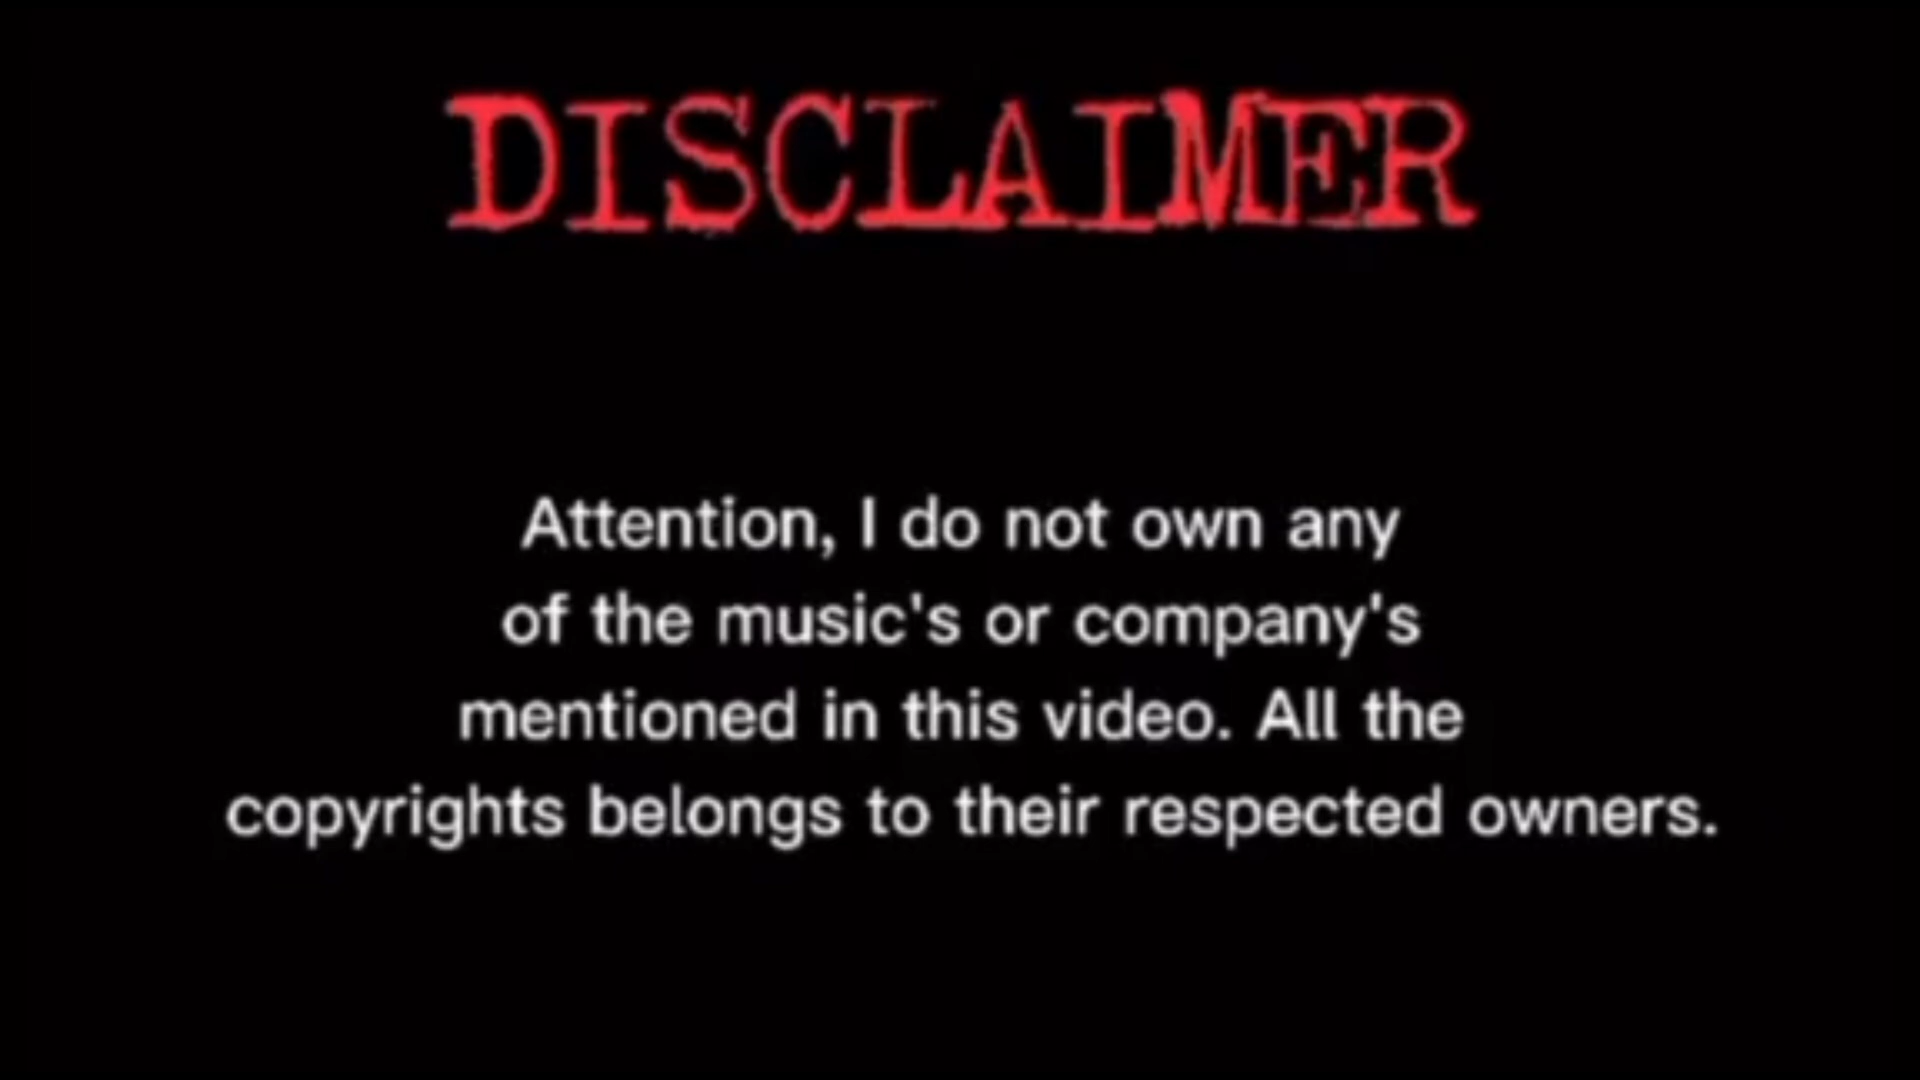 DISCLAIMER
Attention, I do not own any
of the music's or company's
mentioned in this video. All the
copyrights belongs to their respected owners.